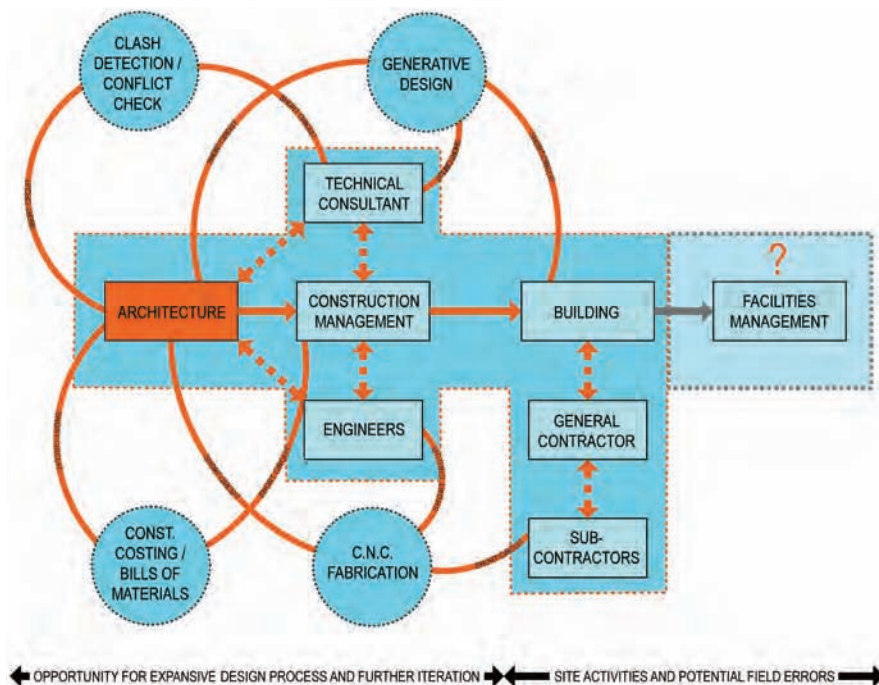 CLASH
DETECTION /
CONFLICT
CHECK
GENERATIVE
DESIGN
TECHNICAL
CONSULTANT
?
ARCHITECTURE
CONSTRUCTION
MANAGEMENT
BUILDING
FACILITIES
MANAGEMENT
ENGINEERS
GENERAL
CONTRACTOR
CONST.
COSTING /
BILLS OF
MATERIALS
C.N.C.
FABRICATION
SUB-
CONTRACTORS
OPPORTUNITY FOR EXPANSIVE DESIGN PROCESS AND FURTHER ITERATION
SITE ACTIVITIES AND POTENTIAL FIELD ERRORS